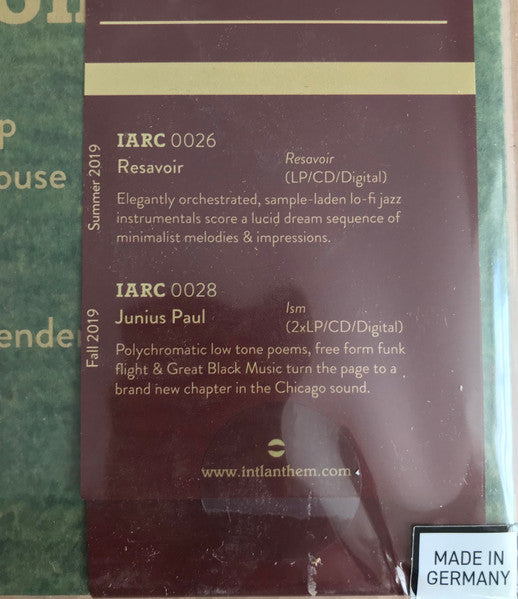 Summer 2019
IARC 0026
Resavoir
Resavoir
(LP/CD/Digital)
Elegantly orchestrated, sample-laden lo-fi jazz
instrumentals score a lucid dream sequence of
minimalist melodies & impressions.
Fall 2019
IARC 0028
Junius Paul
Ism
(2xLP/CD/Digital)
Polychromatic low tone poems, free form funk
flight & Great Black Music turn the page to a
brand new chapter in the Chicago sound.
www.intlanthem.com
MADE IN
GERMANY
p
ouse
ender